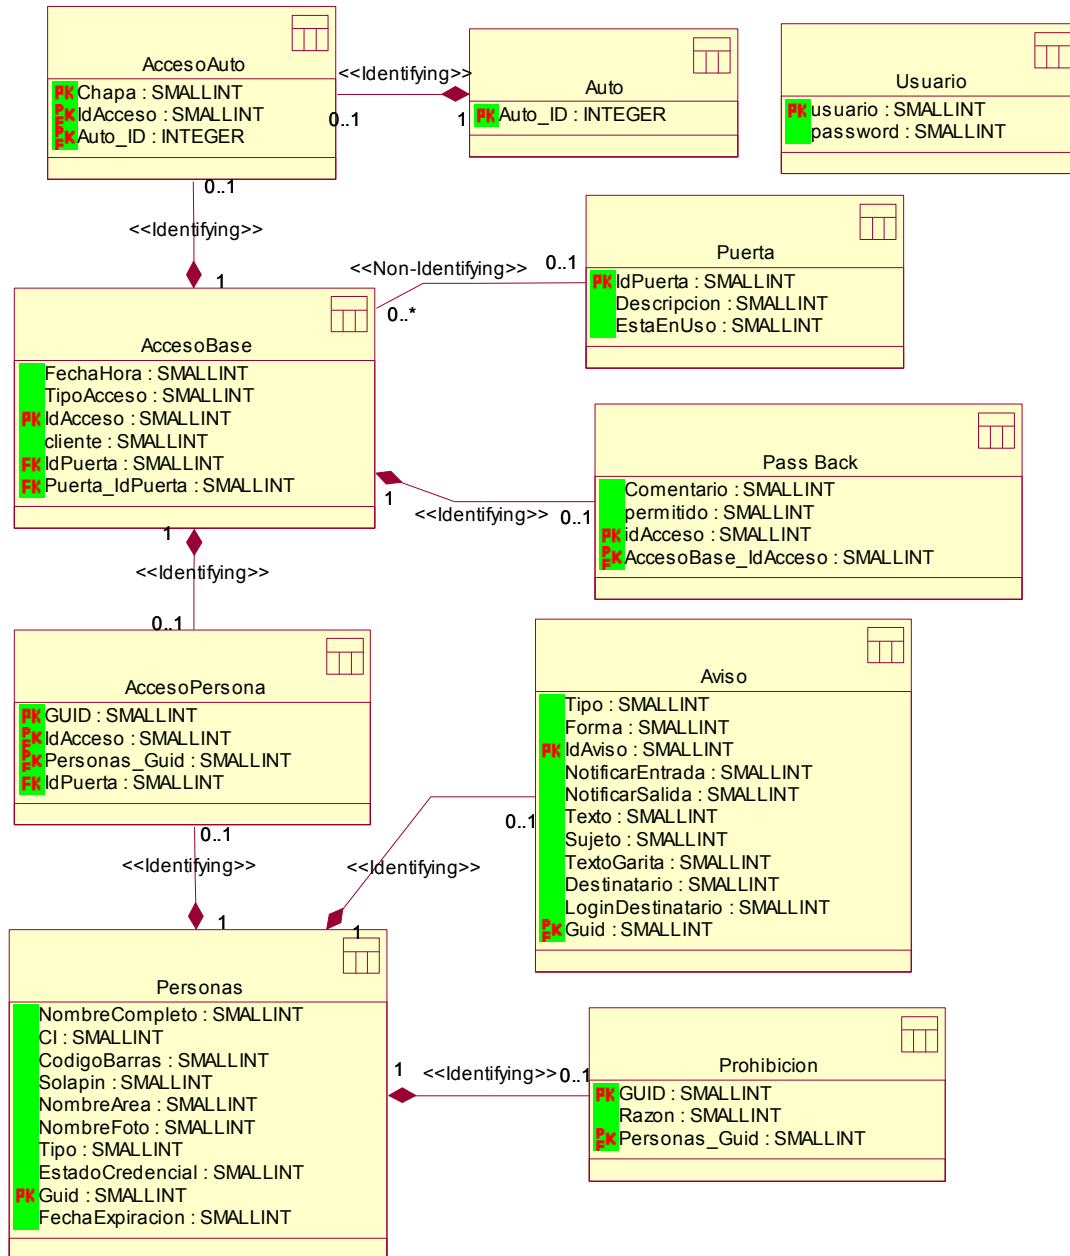 AccesoAuto
PK Chapa : SMALLINT
PFK IdAcceso : SMALLINT
PFK Auto_ID : INTEGER
<<Identifying>>
0..1
1
Auto
PK Auto_ID : INTEGER
Usuario
PK usuario : SMALLINT
password : SMALLINT
0..1
<<Identifying>>
1
<<Non-Identifying>>
0..1
0..*
Puerta
PK IdPuerta : SMALLINT
Descripcion : SMALLINT
EstaEnUso : SMALLINT
AccesoBase
FechaHora : SMALLINT
TipoAcceso : SMALLINT
PK IdAcceso : SMALLINT
cliente : SMALLINT
FK IdPuerta : SMALLINT
FK Puerta_IdPuerta : SMALLINT
1
<<Identifying>>
0..1
Pass Back
Comentario : SMALLINT
permitido : SMALLINT
PK idAcceso : SMALLINT
PFK AccesoBase_IdAcceso : SMALLINT
1
<<Identifying>>
0..1
AccesoPersona
PK GUID : SMALLINT
PFK IdAcceso : SMALLINT
PFK Personas_Guid : SMALLINT
FK IdPuerta : SMALLINT
0..1
<<Identifying>>
1
Aviso
Tipo : SMALLINT
Forma : SMALLINT
PK IdAviso : SMALLINT
NotificarEntrada : SMALLINT
NotificarSalida : SMALLINT
Texto : SMALLINT
Sujeto : SMALLINT
TextoGarita : SMALLINT
Destinatario : SMALLINT
LoginDestinatario : SMALLINT
PFK Guid : SMALLINT
0..1
<<Identifying>>
1
Personas
NombreCompleto : SMALLINT
CI : SMALLINT
CodigoBarras : SMALLINT
Solapin : SMALLINT
NombreArea : SMALLINT
NombreFoto : SMALLINT
Tipo : SMALLINT
EstadoCredencial : SMALLINT
PK Guid : SMALLINT
FechaExpiracion : SMALLINT
1
<<Identifying>>
0..1
Prohibicion
PK GUID : SMALLINT
Razon : SMALLINT
PFK Personas_Guid : SMALLINT